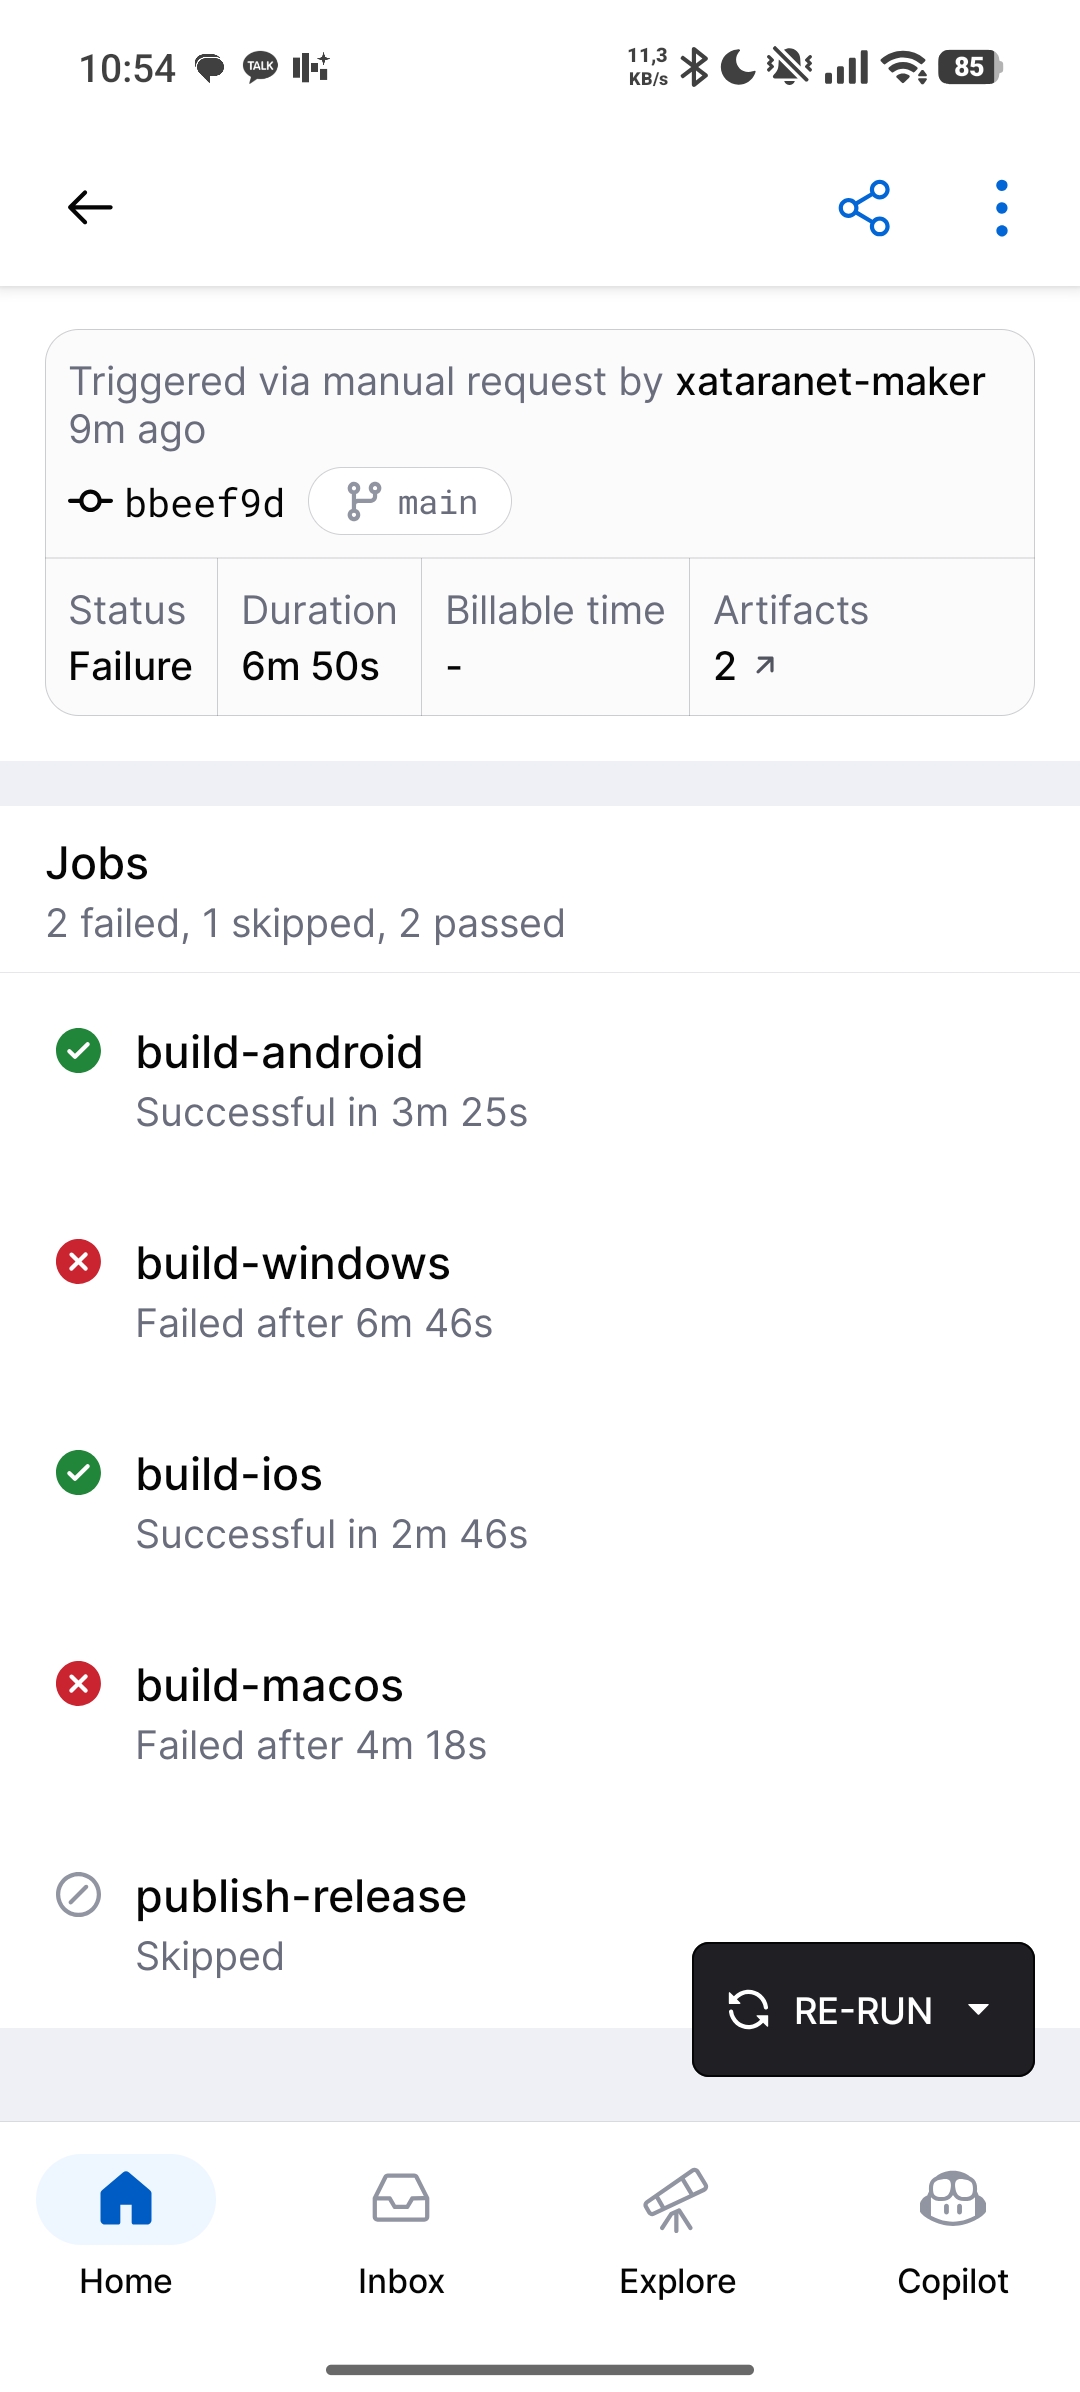 10:54
TALK
11,3
KB/s
85
Triggered via manual request by xataranet-maker
9m ago
bbeef9d
main
Status
Duration
Billable time
Artifacts
Failure
6m 50s
-
2
Jobs
2 failed, 1 skipped, 2 passed
build-android
Successful in 3m 25s
build-windows
Failed after 6m 46s
build-ios
Successful in 2m 46s
build-macos
Failed after 4m 18s
publish-release
Skipped
RE-RUN
Home
Inbox
Explore
Copilot